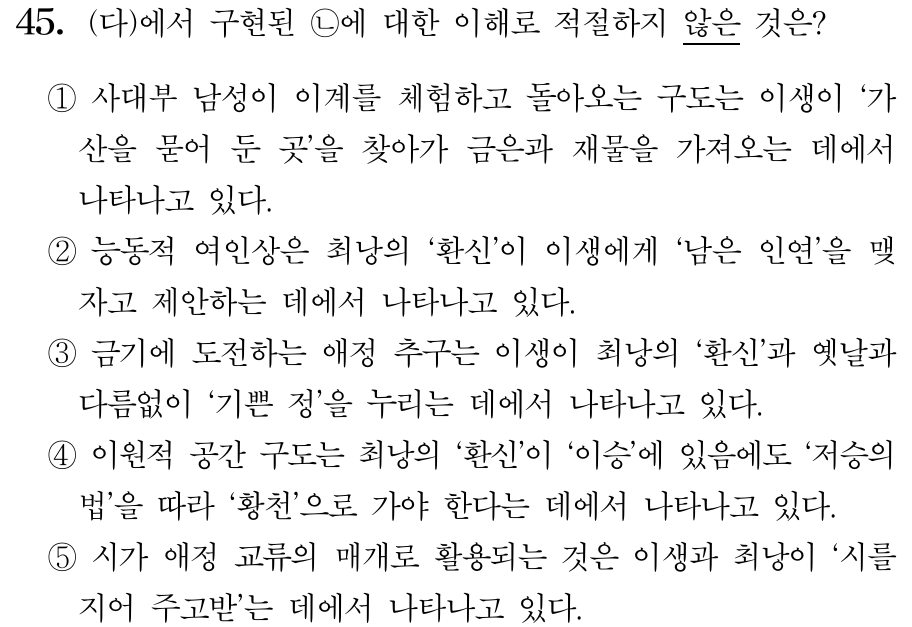 45. (다)에서 구현된 ㉡에 대한 이해로 적절하지 않은 것은?
① 사대부 남성이 이계를 체험하고 돌아오는 구도는 이생이 ‘가
산을 묻어 둔 곳’을 찾아가 금은과 재물을 가져오는 데에서
나타나고 있다.
② 능동적 여인상은 최낭의 ‘환신’이 이생에게 ‘남은 인연’을 맺
자고 제안하는 데에서 나타나고 있다.
③ 금기에 도전하는 애정 추구는 이생이 최낭의 ‘환신’과 옛날과
다름없이 ‘기쁜 정’을 누리는 데에서 나타나고 있다.
④ 이원적 공간 구도는 최낭의 ‘환신’이 ‘이승’에 있음에도 ‘저승의
법’을 따라 ‘황천’으로 가야 한다는 데에서 나타나고 있다.
⑤ 시가 애정 교류의 매개로 활용되는 것은 이생과 최낭이 ‘시를
지어 주고받’는 데에서 나타나고 있다.